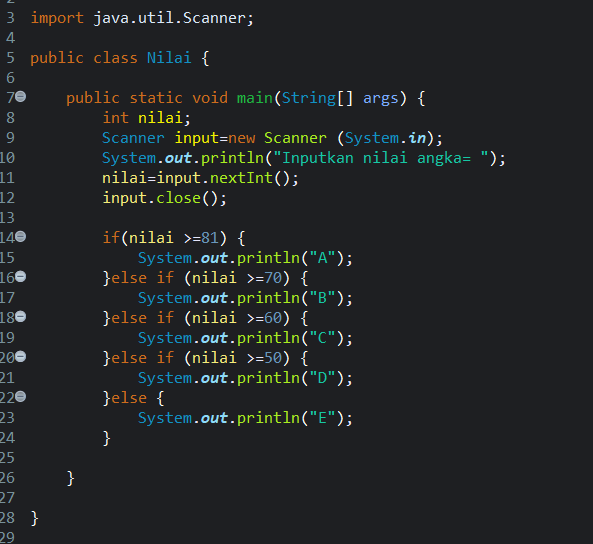 2
3 import java.util.Scanner;
4
5 public class Nilai {
6
7 public static void main(String[] args) {
8 int nilai;
9 Scanner input=new Scanner (System.in);
10 System.out.println("Inputkan nilai angka= ");
11 nilai=input.nextInt();
12 input.close();
13
14 if(nilai >=81) {
15 System.out.println("A");
16 }else if (nilai >=70) {
17 System.out.println("B");
18 }else if (nilai >=60) {
19 System.out.println("C");
20 }else if (nilai >=50) {
21 System.out.println("D");
22 }else {
23 System.out.println("E");
24 }
25
26 }
27
28 }
29